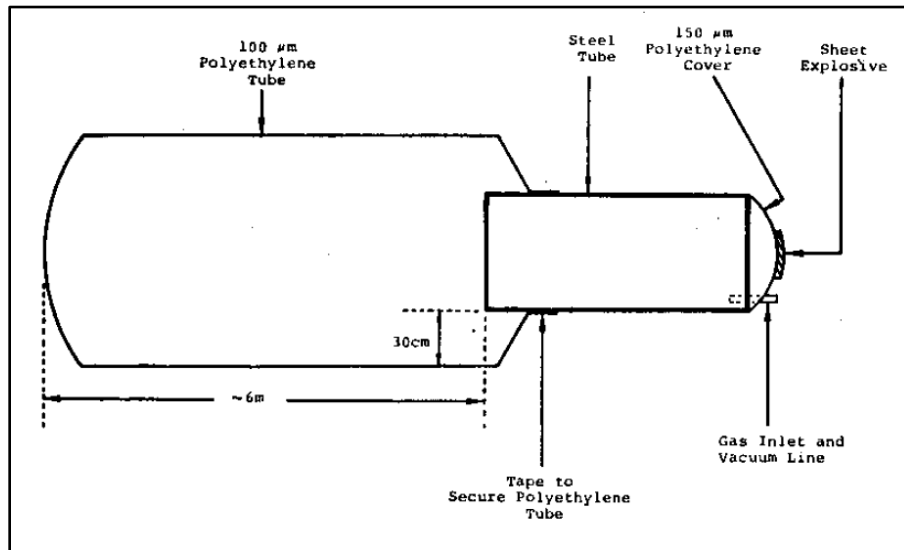 100 µm
Polyethylene
Tube
Steel
Tube
150 µm
Polyethylene
Cover
Sheet
Explosive
30cm
~6m
Gas Inlet and
Vacuum Line
Tape to
Secure Polyethylene
Tube